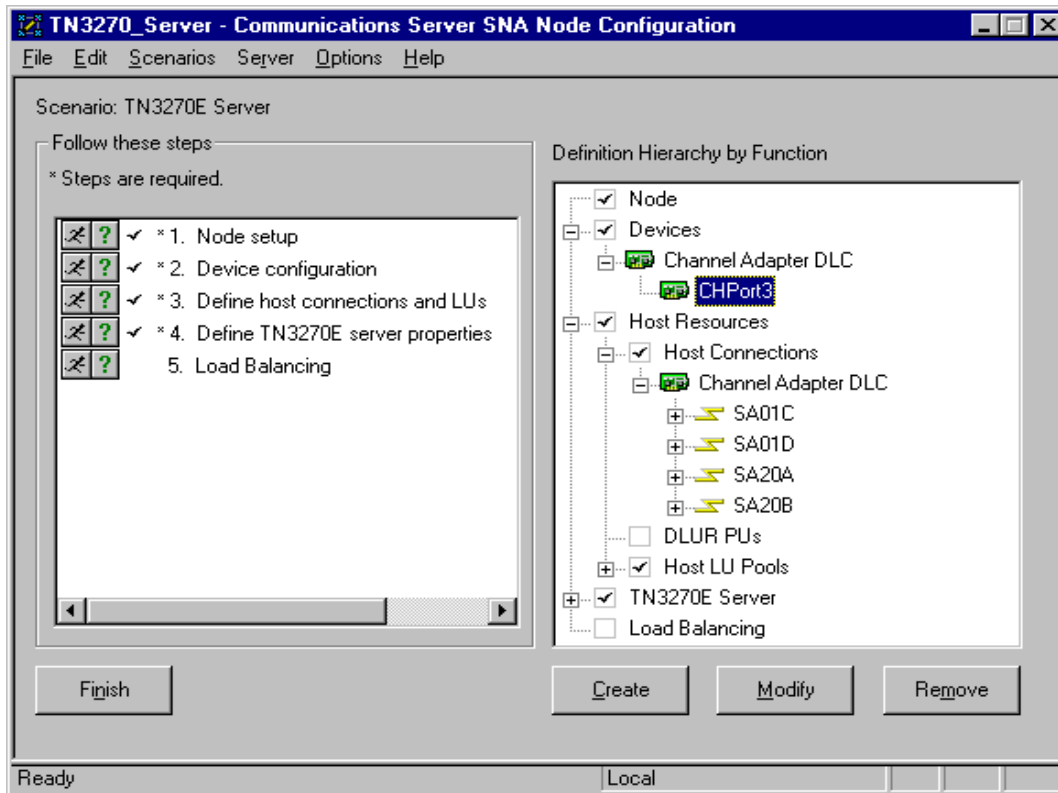 TN3270_Server - Communications Server SNA Node Configuration
File Edit Scenarios Server Options Help
Scenario: TN3270E Server
Follow these steps
* Steps are required.
? * 1. Node setup
? * 2. Device configuration
? * 3. Define host connections and LUs
? * 4. Define TN3270E server properties
? 5. Load Balancing
Finish
Definition Hierarchy by Function
Node
Devices
Channel Adapter DLC
CHPort3
Host Resources
Host Connections
Channel Adapter DLC
SA01C
SA01D
SA20A
SA20B
DLUR PUs
Host LU Pools
TN3270E Server
Load Balancing
Create Modify Remove
Ready Local